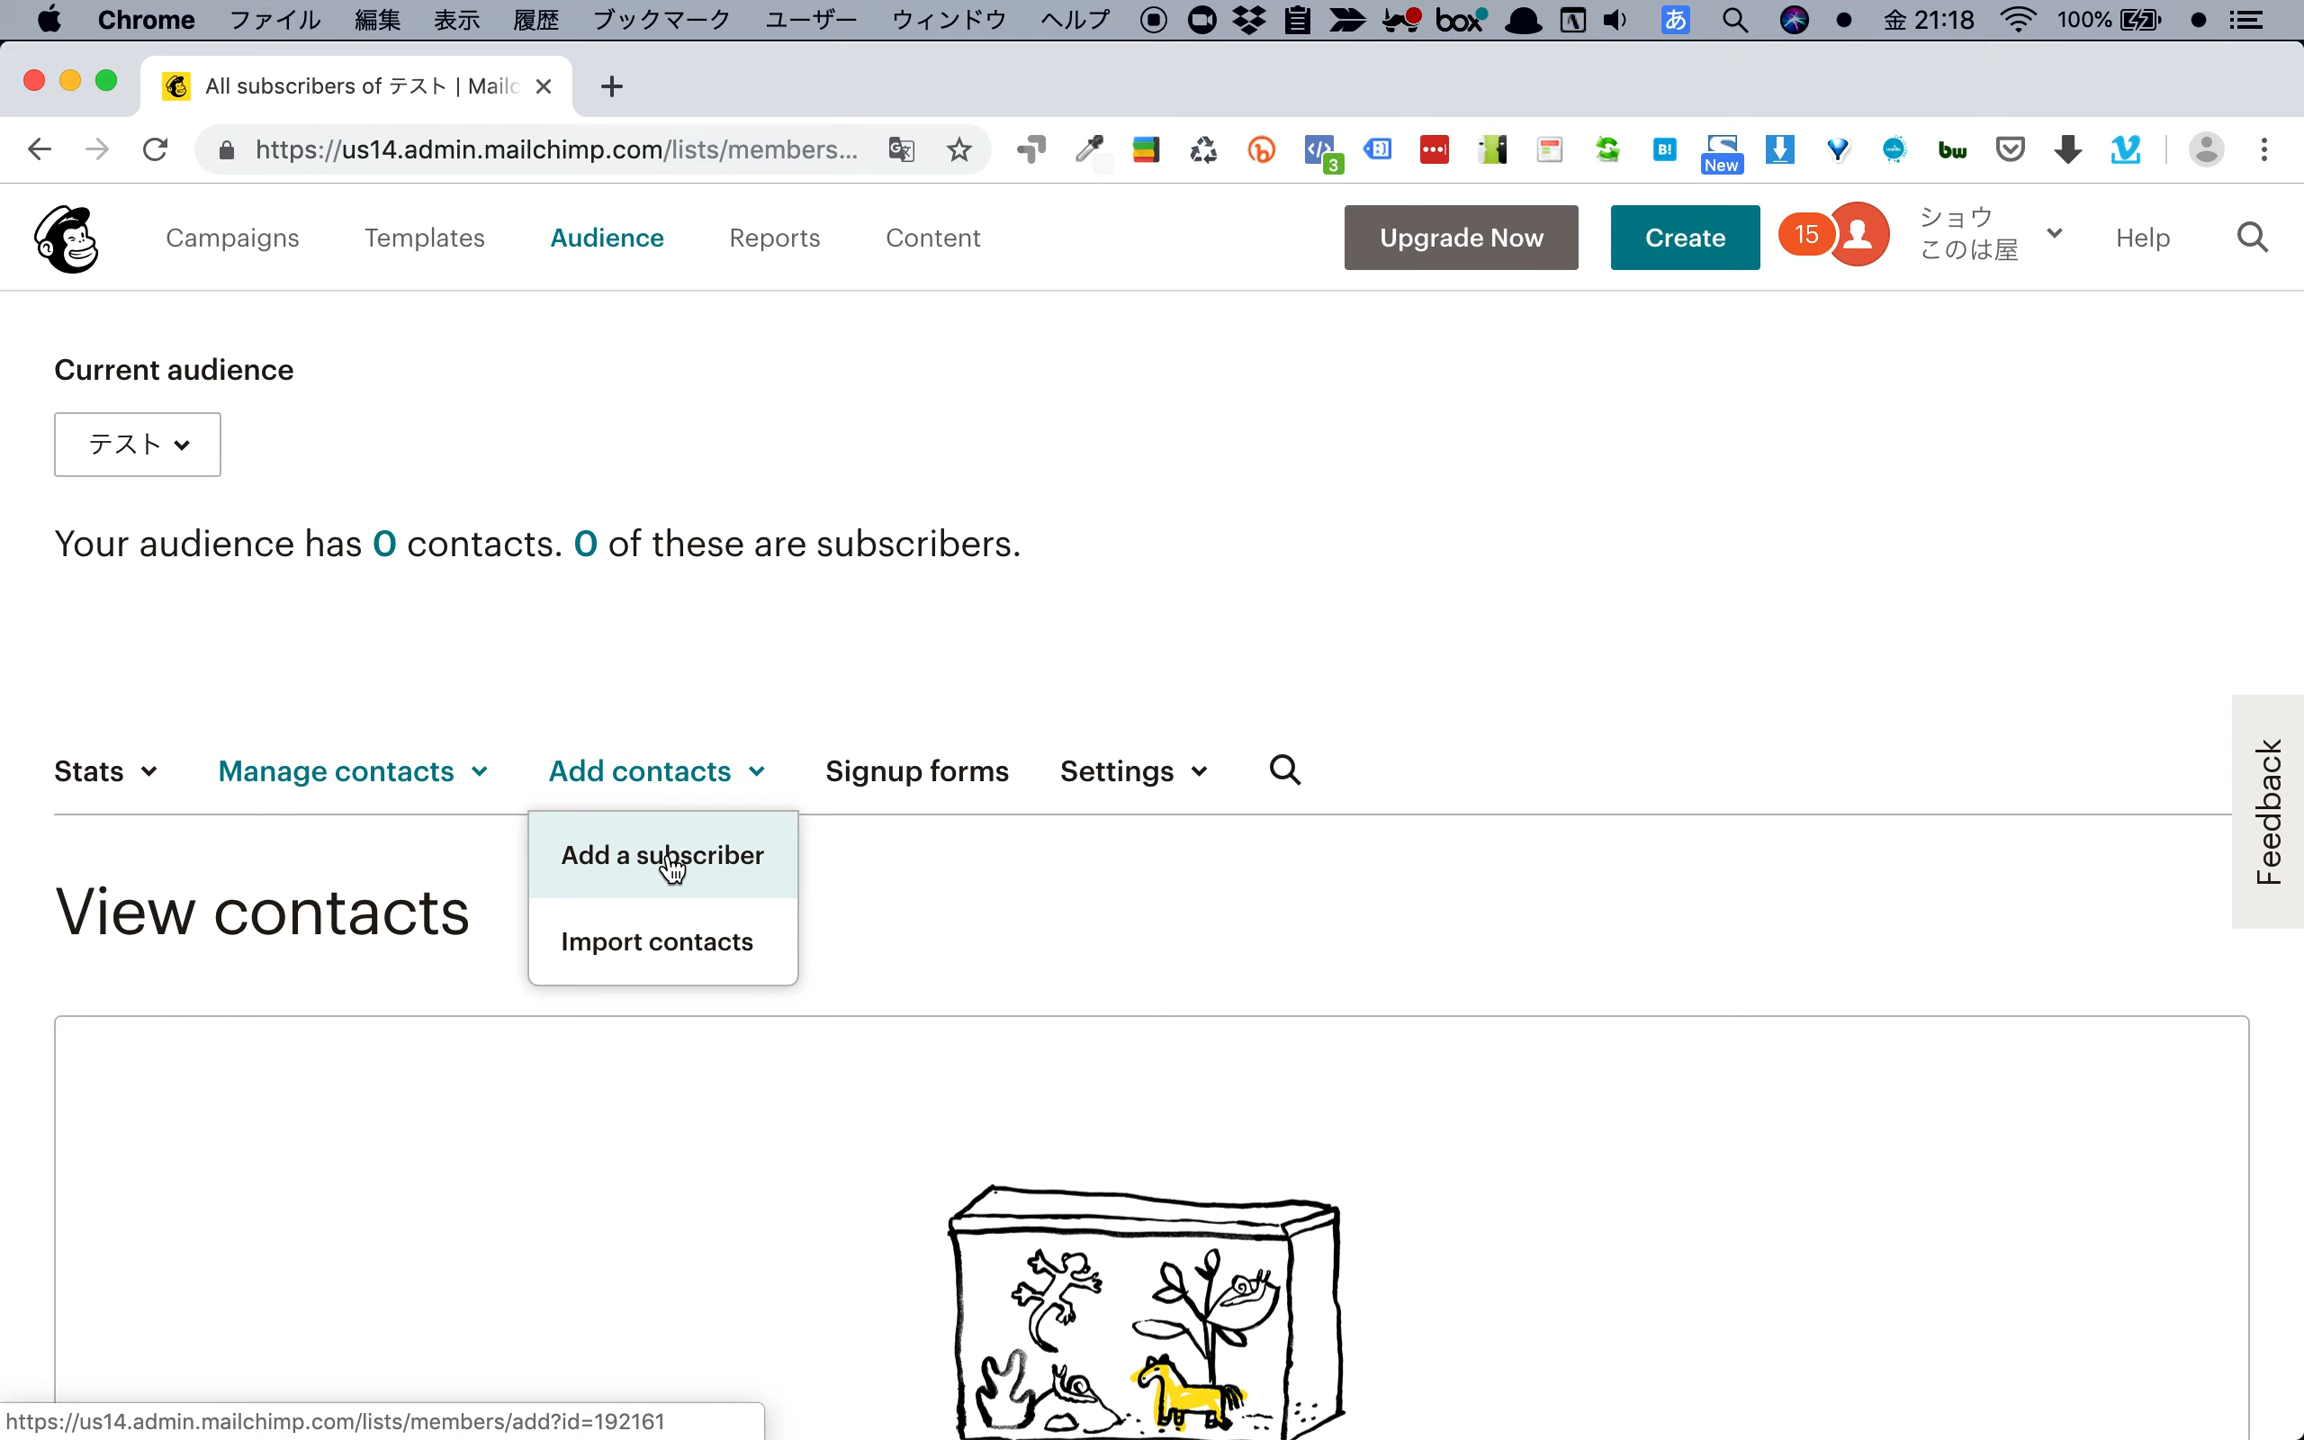 Chrome ファイル 編集 表示 履歴 ブックマーク ユーザー ウィンドウ ヘルプ box あ 金 21:18 100%
All subscribers of テスト | Mailc
https://us14.admin.mailchimp.com/lists/members... 3 B! New bw
Campaigns Templates Audience Reports Content Upgrade Now Create 15 ショウ このは屋 Help
Current audience
テスト
Your audience has 0 contacts. 0 of these are subscribers.
Stats Manage contacts Add contacts Signup forms Settings
Add a subscriber
Import contacts
View contacts
Feedback
https://us14.admin.mailchimp.com/lists/members/add?id=192161